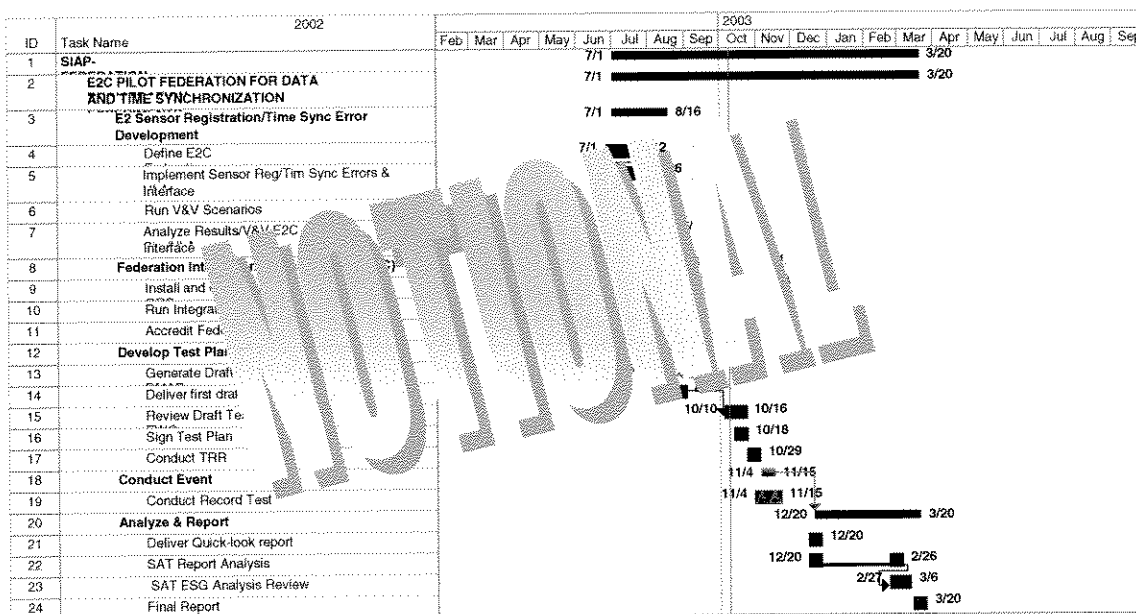 2002 2003
ID Task Name Feb Mar Apr May Jun Jul Aug Sep Oct Nov Dec Jan Feb Mar Apr May Jun Jul Aug Sep
1 SIAP- 7/1 3/20
2 E2C PILOT FEDERATION FOR DATA 7/1 3/20
AND TIME SYNCHRONIZATION
3 E2 Sensor Registration/Time Sync Error 7/1 8/16
Development
4 Define E2C 7/1 2
5 Implement Sensor Reg/Tim Sync Errors & 6
Interface
6 Run V&V Scenarios
7 Analyze Results/V&V E2C
Interface
8 Federation Int
9 Install and
10 Run Integra
11 Accredit Fed
12 Develop Test Pla
13 Generate Draft
14 Deliver first dra
15 Review Draft Te 10/10 10/16
16 Sign Test Plan 10/18
17 Conduct TRR 10/29
18 Conduct Event 11/4 11/15
19 Conduct Record Test 11/4 11/15
20 Analyze & Report 12/20 3/20
21 Deliver Quick-look report 12/20
22 SAT Report Analysis 12/20 2/26
23 SAT ESG Analysis Review 2/27 3/6
24 Final Report 3/20
NOTIONAL